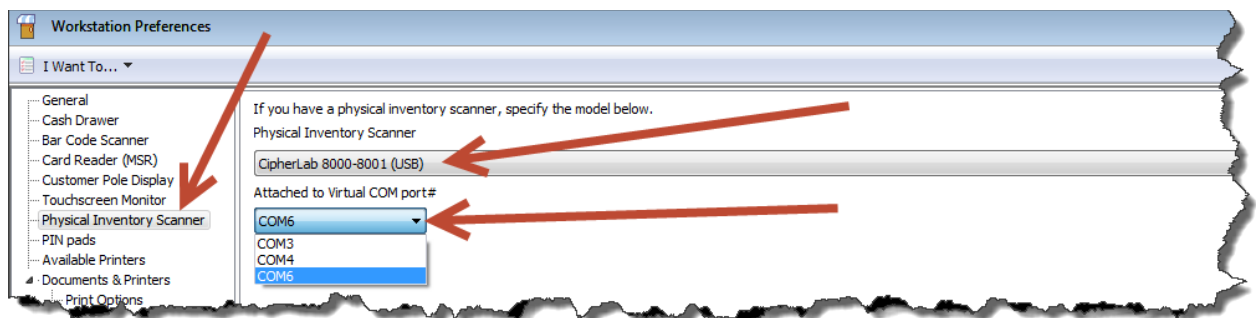 Workstation Preferences
I Want To...
General
Cash Drawer
Bar Code Scanner
Card Reader (MSR)
Customer Pole Display
Touchscreen Monitor
Physical Inventory Scanner
PIN pads
Available Printers
Documents & Printers
Print Options
If you have a physical inventory scanner, specify the model below.
Physical Inventory Scanner
CipherLab 8000-8001 (USB)
Attached to Virtual COM port#
COM6
COM3
COM4
COM6